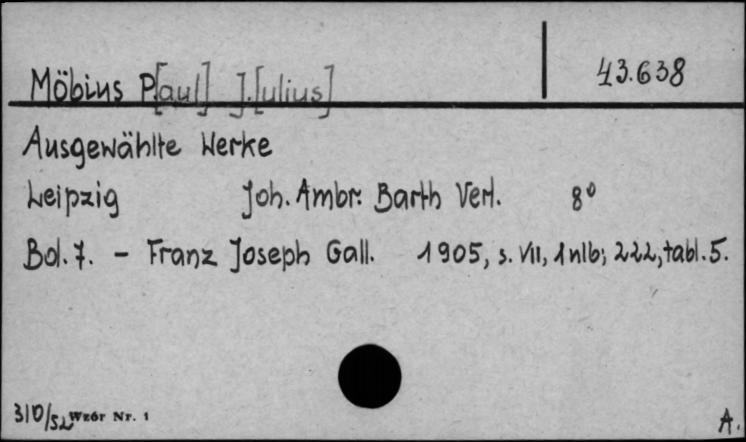 Möbius P[aul] J.[ulius]
43.638
Ausgewählte Werke
Leipzig Joh. Ambr. Barth Verl. 8°
Bd. 7. - Franz Joseph Gall. 1905, s. VII, 1 nlb; 222, tabl. 5.
310/52 Wzór Nr. 1
A.